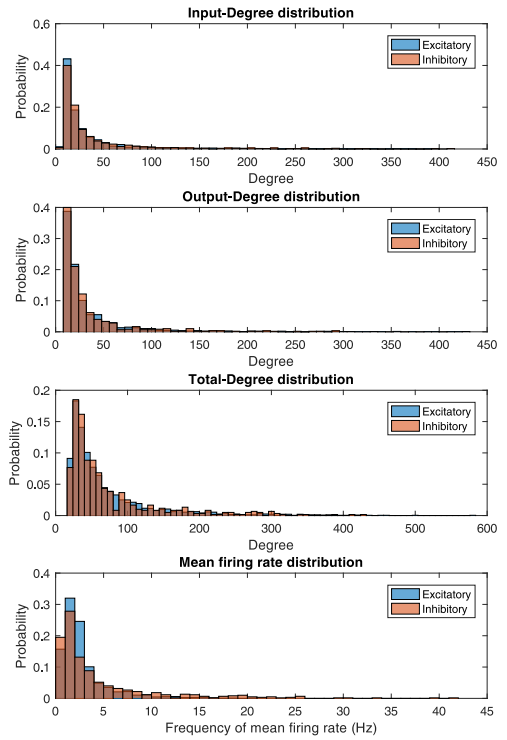 Input-Degree distribution
0.6
0.4
0.2
0
Probability
Excitatory
Inhibitory
0 50 100 150 200 250 300 350 400 450
Degree
Output-Degree distribution
0.4
0.3
0.2
0.1
0
Probability
Excitatory
Inhibitory
0 50 100 150 200 250 300 350 400 450
Degree
Total-Degree distribution
0.2
0.15
0.1
0.05
0
Probability
Excitatory
Inhibitory
0 100 200 300 400 500 600
Degree
Mean firing rate distribution
0.4
0.3
0.2
0.1
0
Probability
Excitatory
Inhibitory
0 5 10 15 20 25 30 35 40 45
Frequency of mean firing rate (Hz)